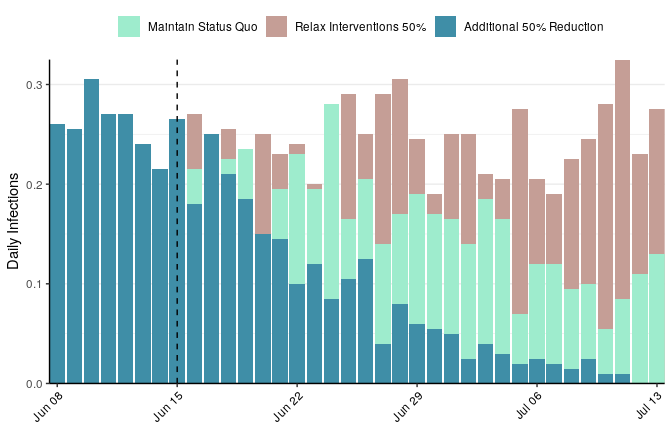 Maintain Status Quo Relax Interventions 50% Additional 50% Reduction
Daily Infections
0.3
0.2
0.1
0.0
Jun 08 Jun 15 Jun 22 Jun 29 Jul 06 Jul 13